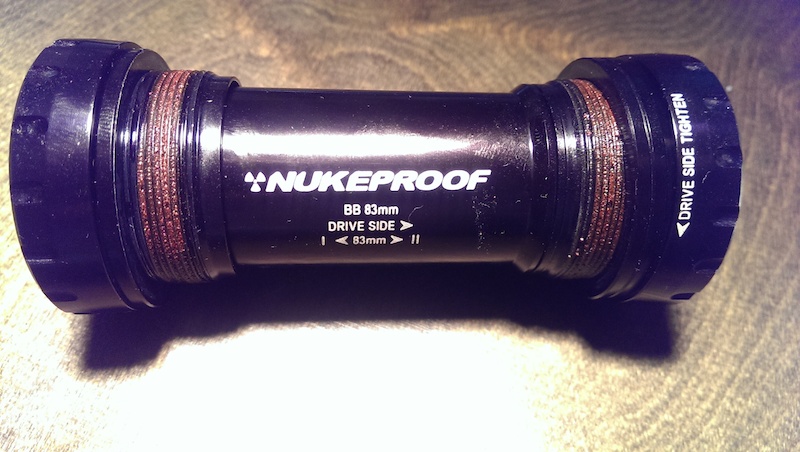 NUKEPROOF
BB 83mm
DRIVE SIDE >
I < 83mm > II
◀ DRIVE SIDE TIGHTEN